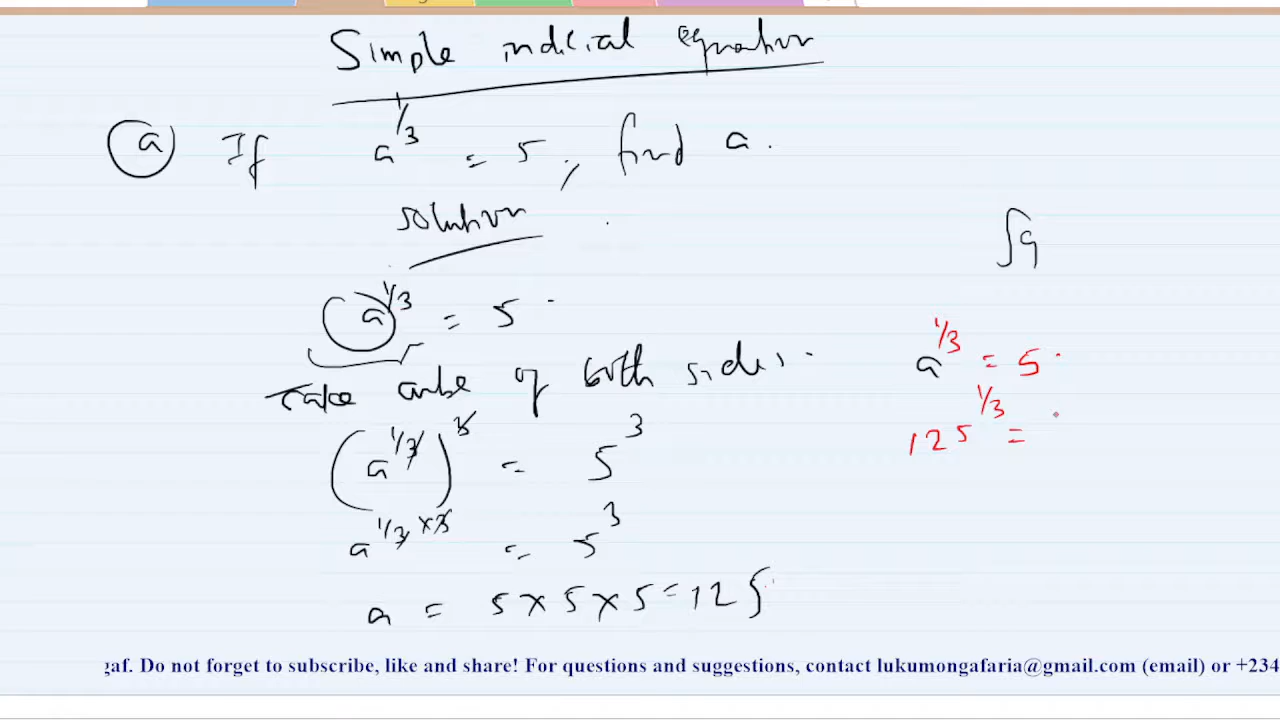 Simple indicial equation
(a) If a^1/3 = 5, find a.
solution
a^1/3 = 5
Take cube of both sides.
(a^1/3)^3 = 5^3
a^1/3 × 3 = 5^3
a = 5 × 5 × 5 = 125
a^1/3 = 5
125^1/3 =
gaf. Do not forget to subscribe, like and share! For questions and suggestions, contact lukumongafaria@gmail.com (email) or +234